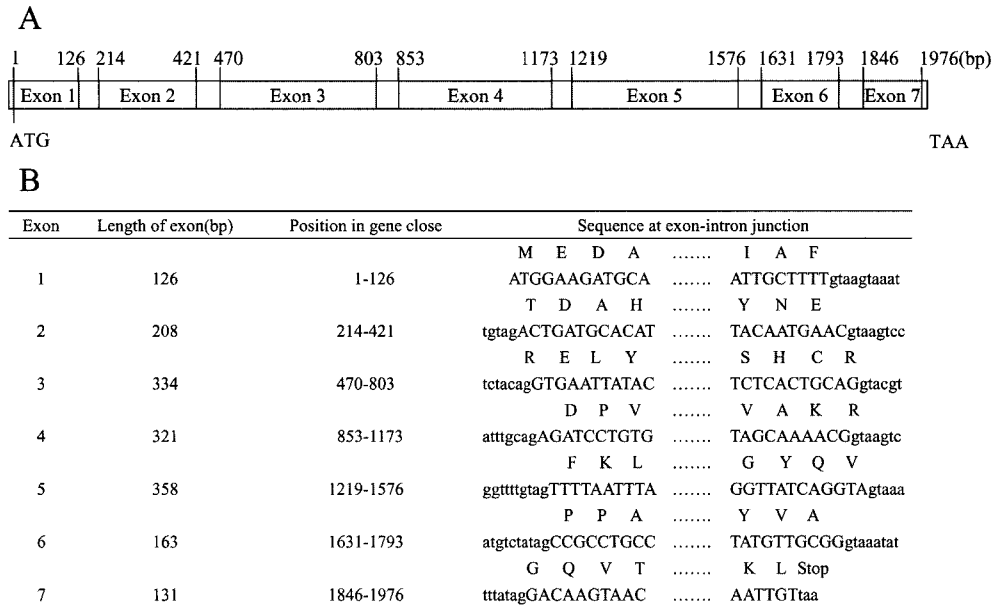 A
1 126 214 421 470 803 853 1173 1219 1576 1631 1793 1846 1976(bp)
Exon 1 Exon 2 Exon 3 Exon 4 Exon 5 Exon 6 Exon 7
ATG TAA
B
Exon Length of exon(bp) Position in gene close Sequence at exon-intron junction
M E D A ....... I A F
1 126 1-126 ATGGAAGATGCA ....... ATTGCTTTTgtaagtaaat
T D A H ....... Y N E
2 208 214-421 tgtagACTGATGCACAT ....... TACAATGAACgtaagtcc
R E L Y ....... S H C R
3 334 470-803 tctacagGTGAATTATAC ....... TCTCACTGCAGgtacgt
D P V ....... V A K R
4 321 853-1173 atttgcagAGATCCTGTG ....... TAGCAAAACGgtaagtc
F K L ....... G Y Q V
5 358 1219-1576 ggttttgtagTTTTAATTTA ....... GGTTATCAGGTAgtaaa
P P A ....... Y V A
6 163 1631-1793 atgtctatagCCGCCTGCC ....... TATGTTGCGGgtaaatat
G Q V T ....... K L Stop
7 131 1846-1976 tttatagGACAAGTAAC ....... AATTGTtaa